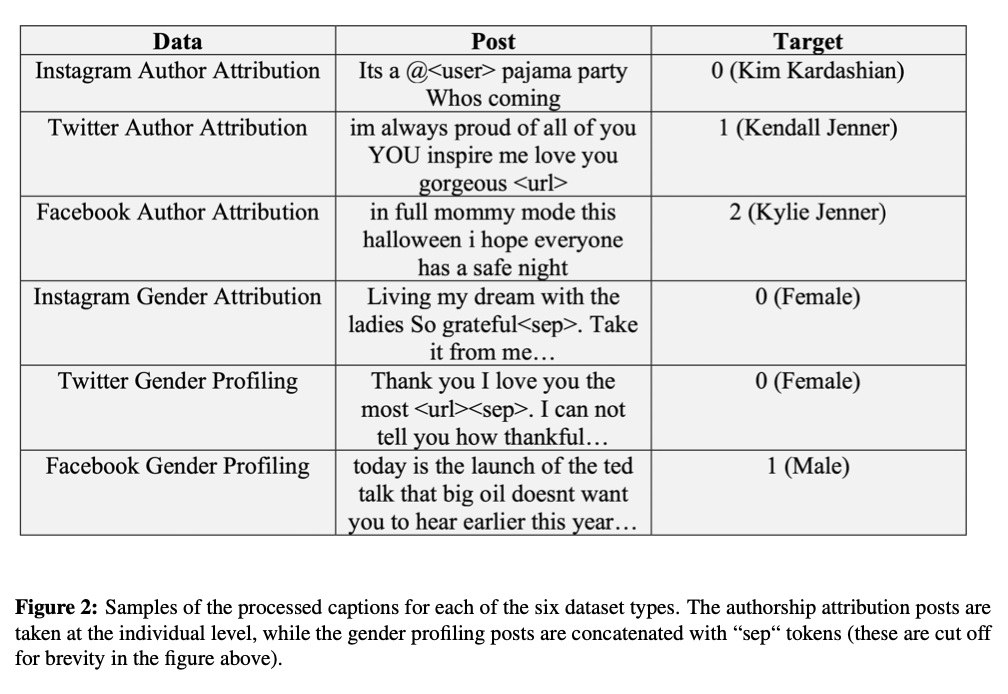 Data Post Target
Instagram Author Attribution Its a @<user> pajama party 0 (Kim Kardashian)
Whos coming
Twitter Author Attribution im always proud of all of you 1 (Kendall Jenner)
YOU inspire me love you
gorgeous <url>
Facebook Author Attribution in full mommy mode this 2 (Kylie Jenner)
halloween i hope everyone
has a safe night
Instagram Gender Attribution Living my dream with the 0 (Female)
ladies So grateful<sep>. Take
it from me…
Twitter Gender Profiling Thank you I love you the 0 (Female)
most <url><sep>. I can not
tell you how thankful…
Facebook Gender Profiling today is the launch of the ted 1 (Male)
talk that big oil doesnt want
you to hear earlier this year…
Figure 2: Samples of the processed captions for each of the six dataset types. The authorship attribution posts are
taken at the individual level, while the gender profiling posts are concatenated with “sep“ tokens (these are cut off
for brevity in the figure above).